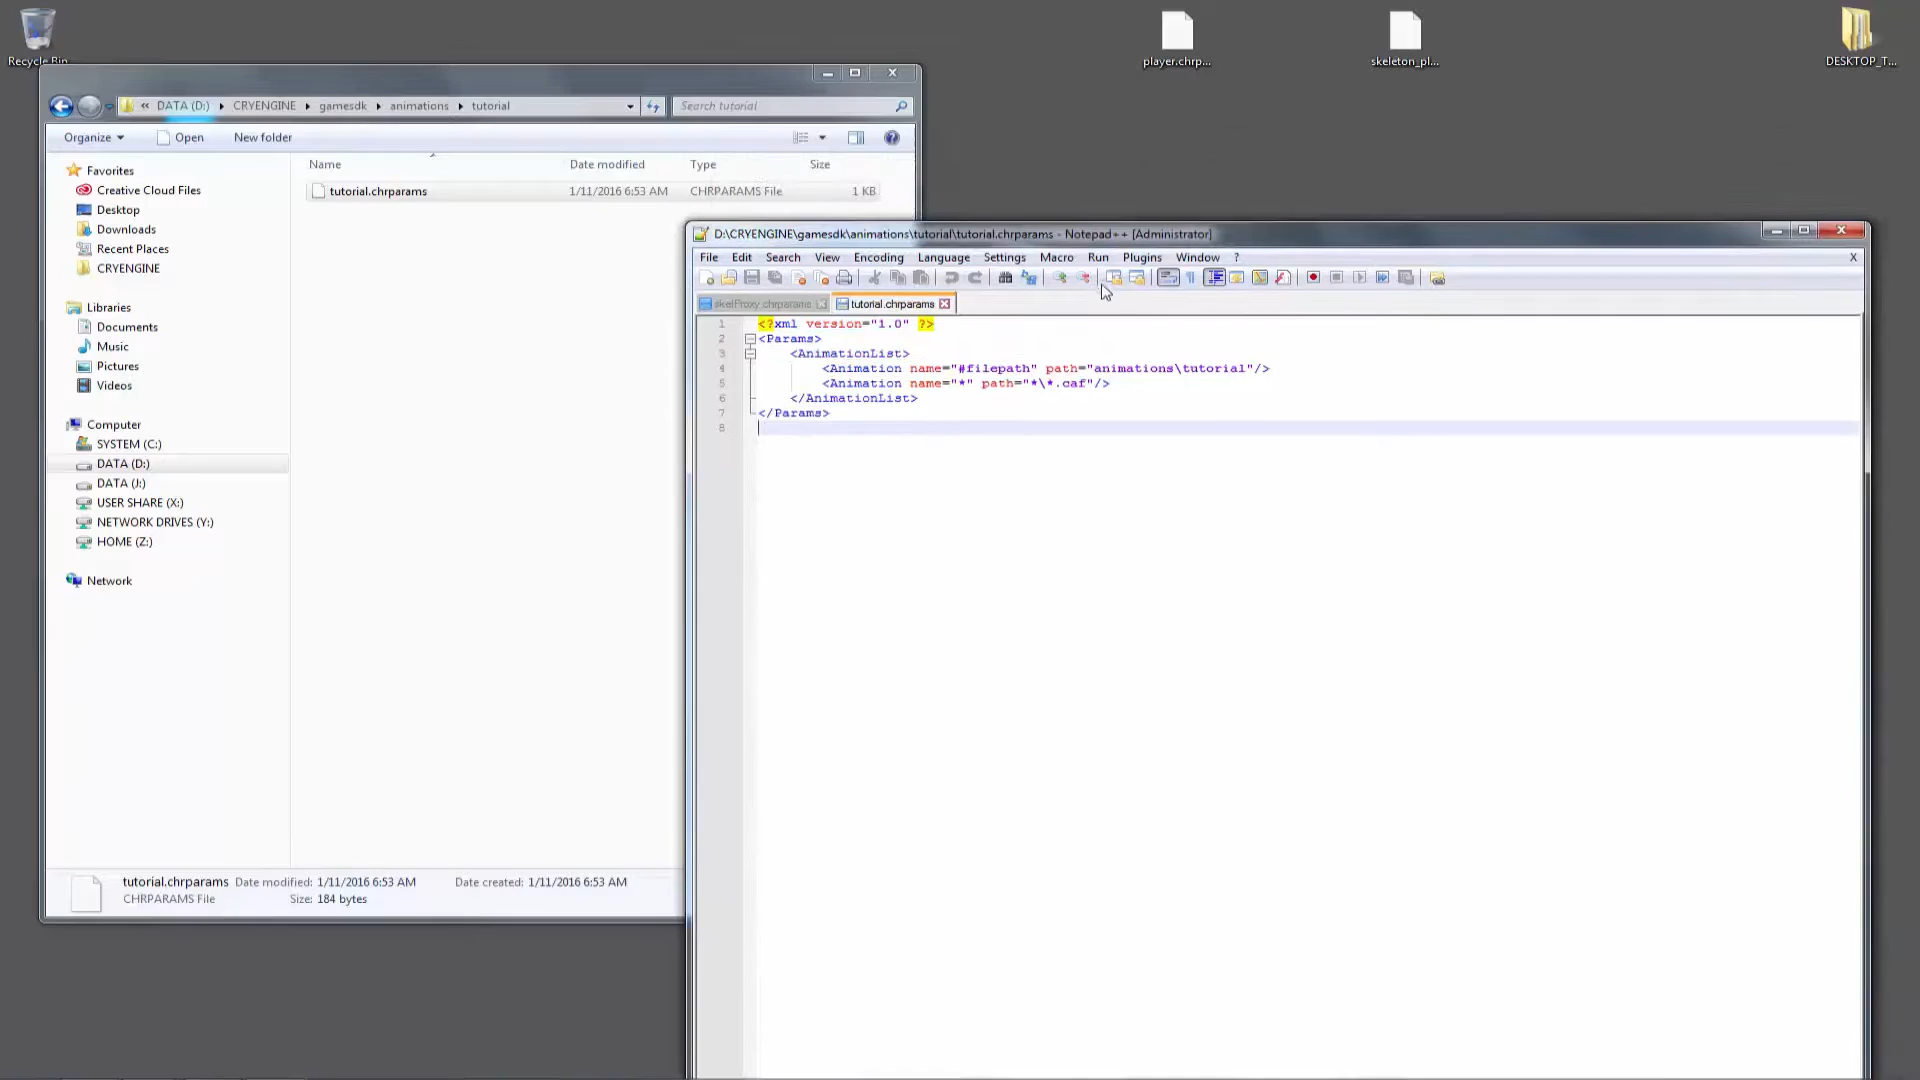 Recycle Bin
player.chrp...
skeleton_pl...
DESKTOP_T...
« DATA (D:) CRYENGINE gamesdk animations tutorial
Search tutorial
Organize Open New folder
Favorites
Creative Cloud Files
Desktop
Downloads
Recent Places
CRYENGINE
Libraries
Documents
Music
Pictures
Videos
Computer
SYSTEM (C:)
DATA (D:)
DATA (J:)
USER SHARE (X:)
NETWORK DRIVES (Y:)
HOME (Z:)
Network
Name Date modified Type Size
tutorial.chrparams 1/11/2016 6:53 AM CHRPARAMS File 1 KB
tutorial.chrparams Date modified: 1/11/2016 6:53 AM Date created: 1/11/2016 6:53 AM
CHRPARAMS File Size: 184 bytes
D:\CRYENGINE\gamesdk\animations\tutorial\tutorial.chrparams - Notepad++ [Administrator]
File Edit Search View Encoding Language Settings Macro Run Plugins Window ? X
skelProxy.chrparams tutorial.chrparams
1 <?xml version="1.0" ?>
2 <Params>
3 <AnimationList>
4 <Animation name="#filepath" path="animations\tutorial"/>
5 <Animation name="*" path="*\*.caf"/>
6 </AnimationList>
7 </Params>
8